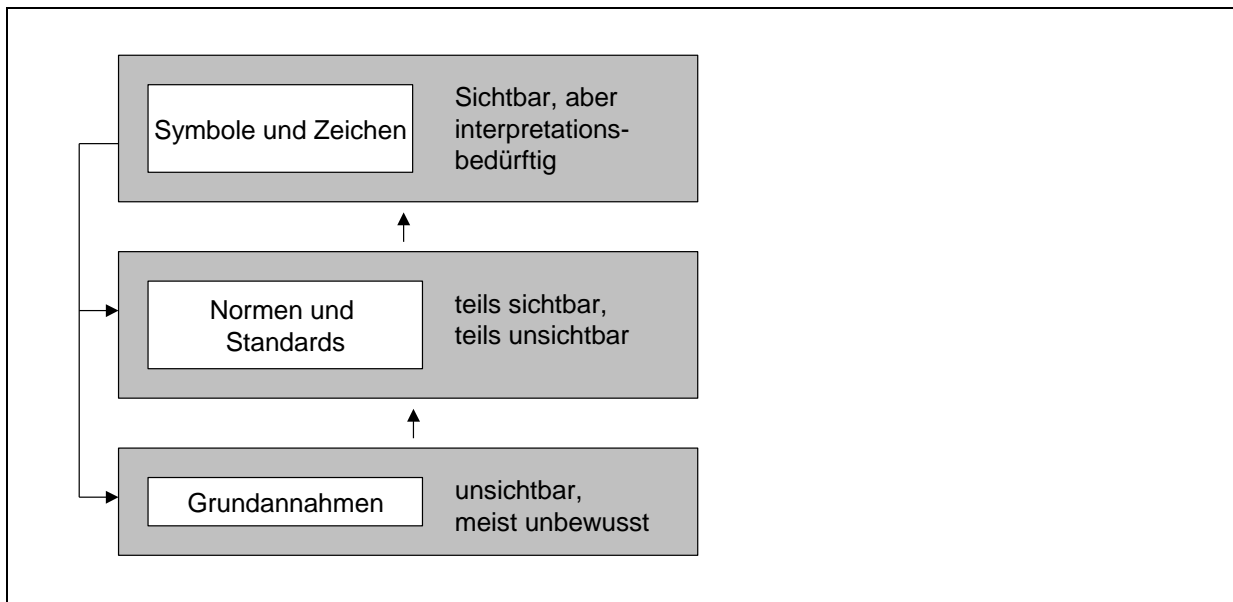 Symbole und Zeichen
Sichtbar, aber
interpretations-
bedürftig
Normen und
Standards
teils sichtbar,
teils unsichtbar
Grundannahmen
unsichtbar,
meist unbewusst